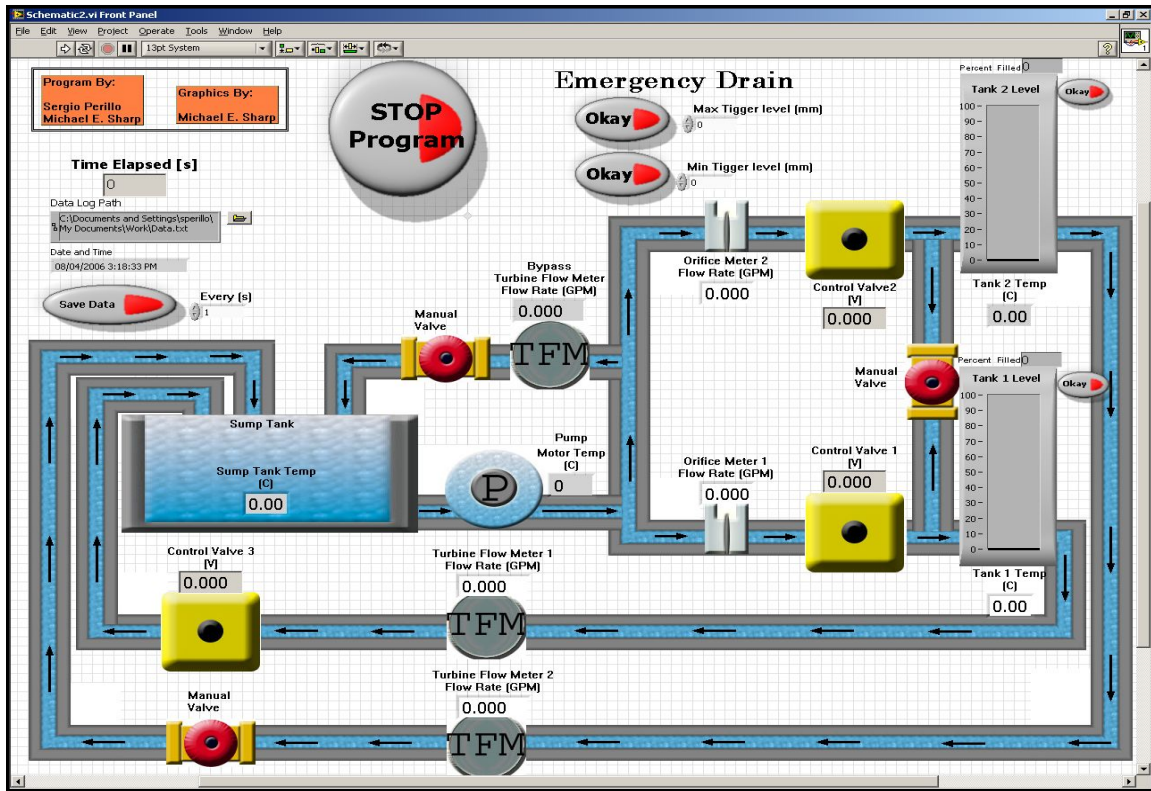 Schematic2.vi Front Panel
File Edit View Project Operate Tools Window Help
13pt System
1
Program By:
Sergio Perillo
Michael E. Sharp
Graphics By:
Michael E. Sharp
STOP
Program
Emergency Drain
Okay
Max Tigger level (mm)
0
Okay
Min Tigger level (mm)
0
Percent Filled 0
Tank 2 Level
Okay
100
90
80
70
60
50
40
30
20
10
0
Tank 2 Temp
(C)
0.00
Time Elapsed [s]
0
Data Log Path
C:\Documents and Settings\sperillo\
My Documents\Work\Data.txt
Date and Time
08/04/2006 3:18:33 PM
Save Data
Every (s)
1
Manual
Valve
Bypass
Turbine Flow Meter
Flow Rate (GPM)
0.000
TFM
Orifice Meter 2
Flow Rate (GPM)
0.000
Control Valve2
[V]
0.000
Manual
Valve
Percent Filled 0
Tank 1 Level
Okay
100
90
80
70
60
50
40
30
20
10
0
Tank 1 Temp
(C)
0.00
Sump Tank
Sump Tank Temp
(C)
0.00
Pump
Motor Temp
(C)
0
P
Orifice Meter 1
Flow Rate (GPM)
0.000
Control Valve 1
[V]
0.000
Control Valve 3
[V]
0.000
Turbine Flow Meter 1
Flow Rate (GPM)
0.000
TFM
Manual
Valve
Turbine Flow Meter 2
Flow Rate (GPM)
0.000
TFM